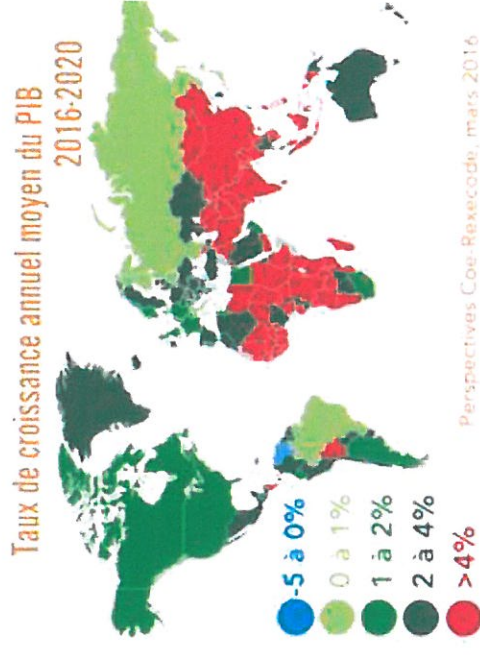 Taux de croissance annuel moyen du PIB
2016-2020
-5 à 0%
0 à 1%
1 à 2%
2 à 4%
>4%
Perspectives Coe-Rexecode, mars 2016